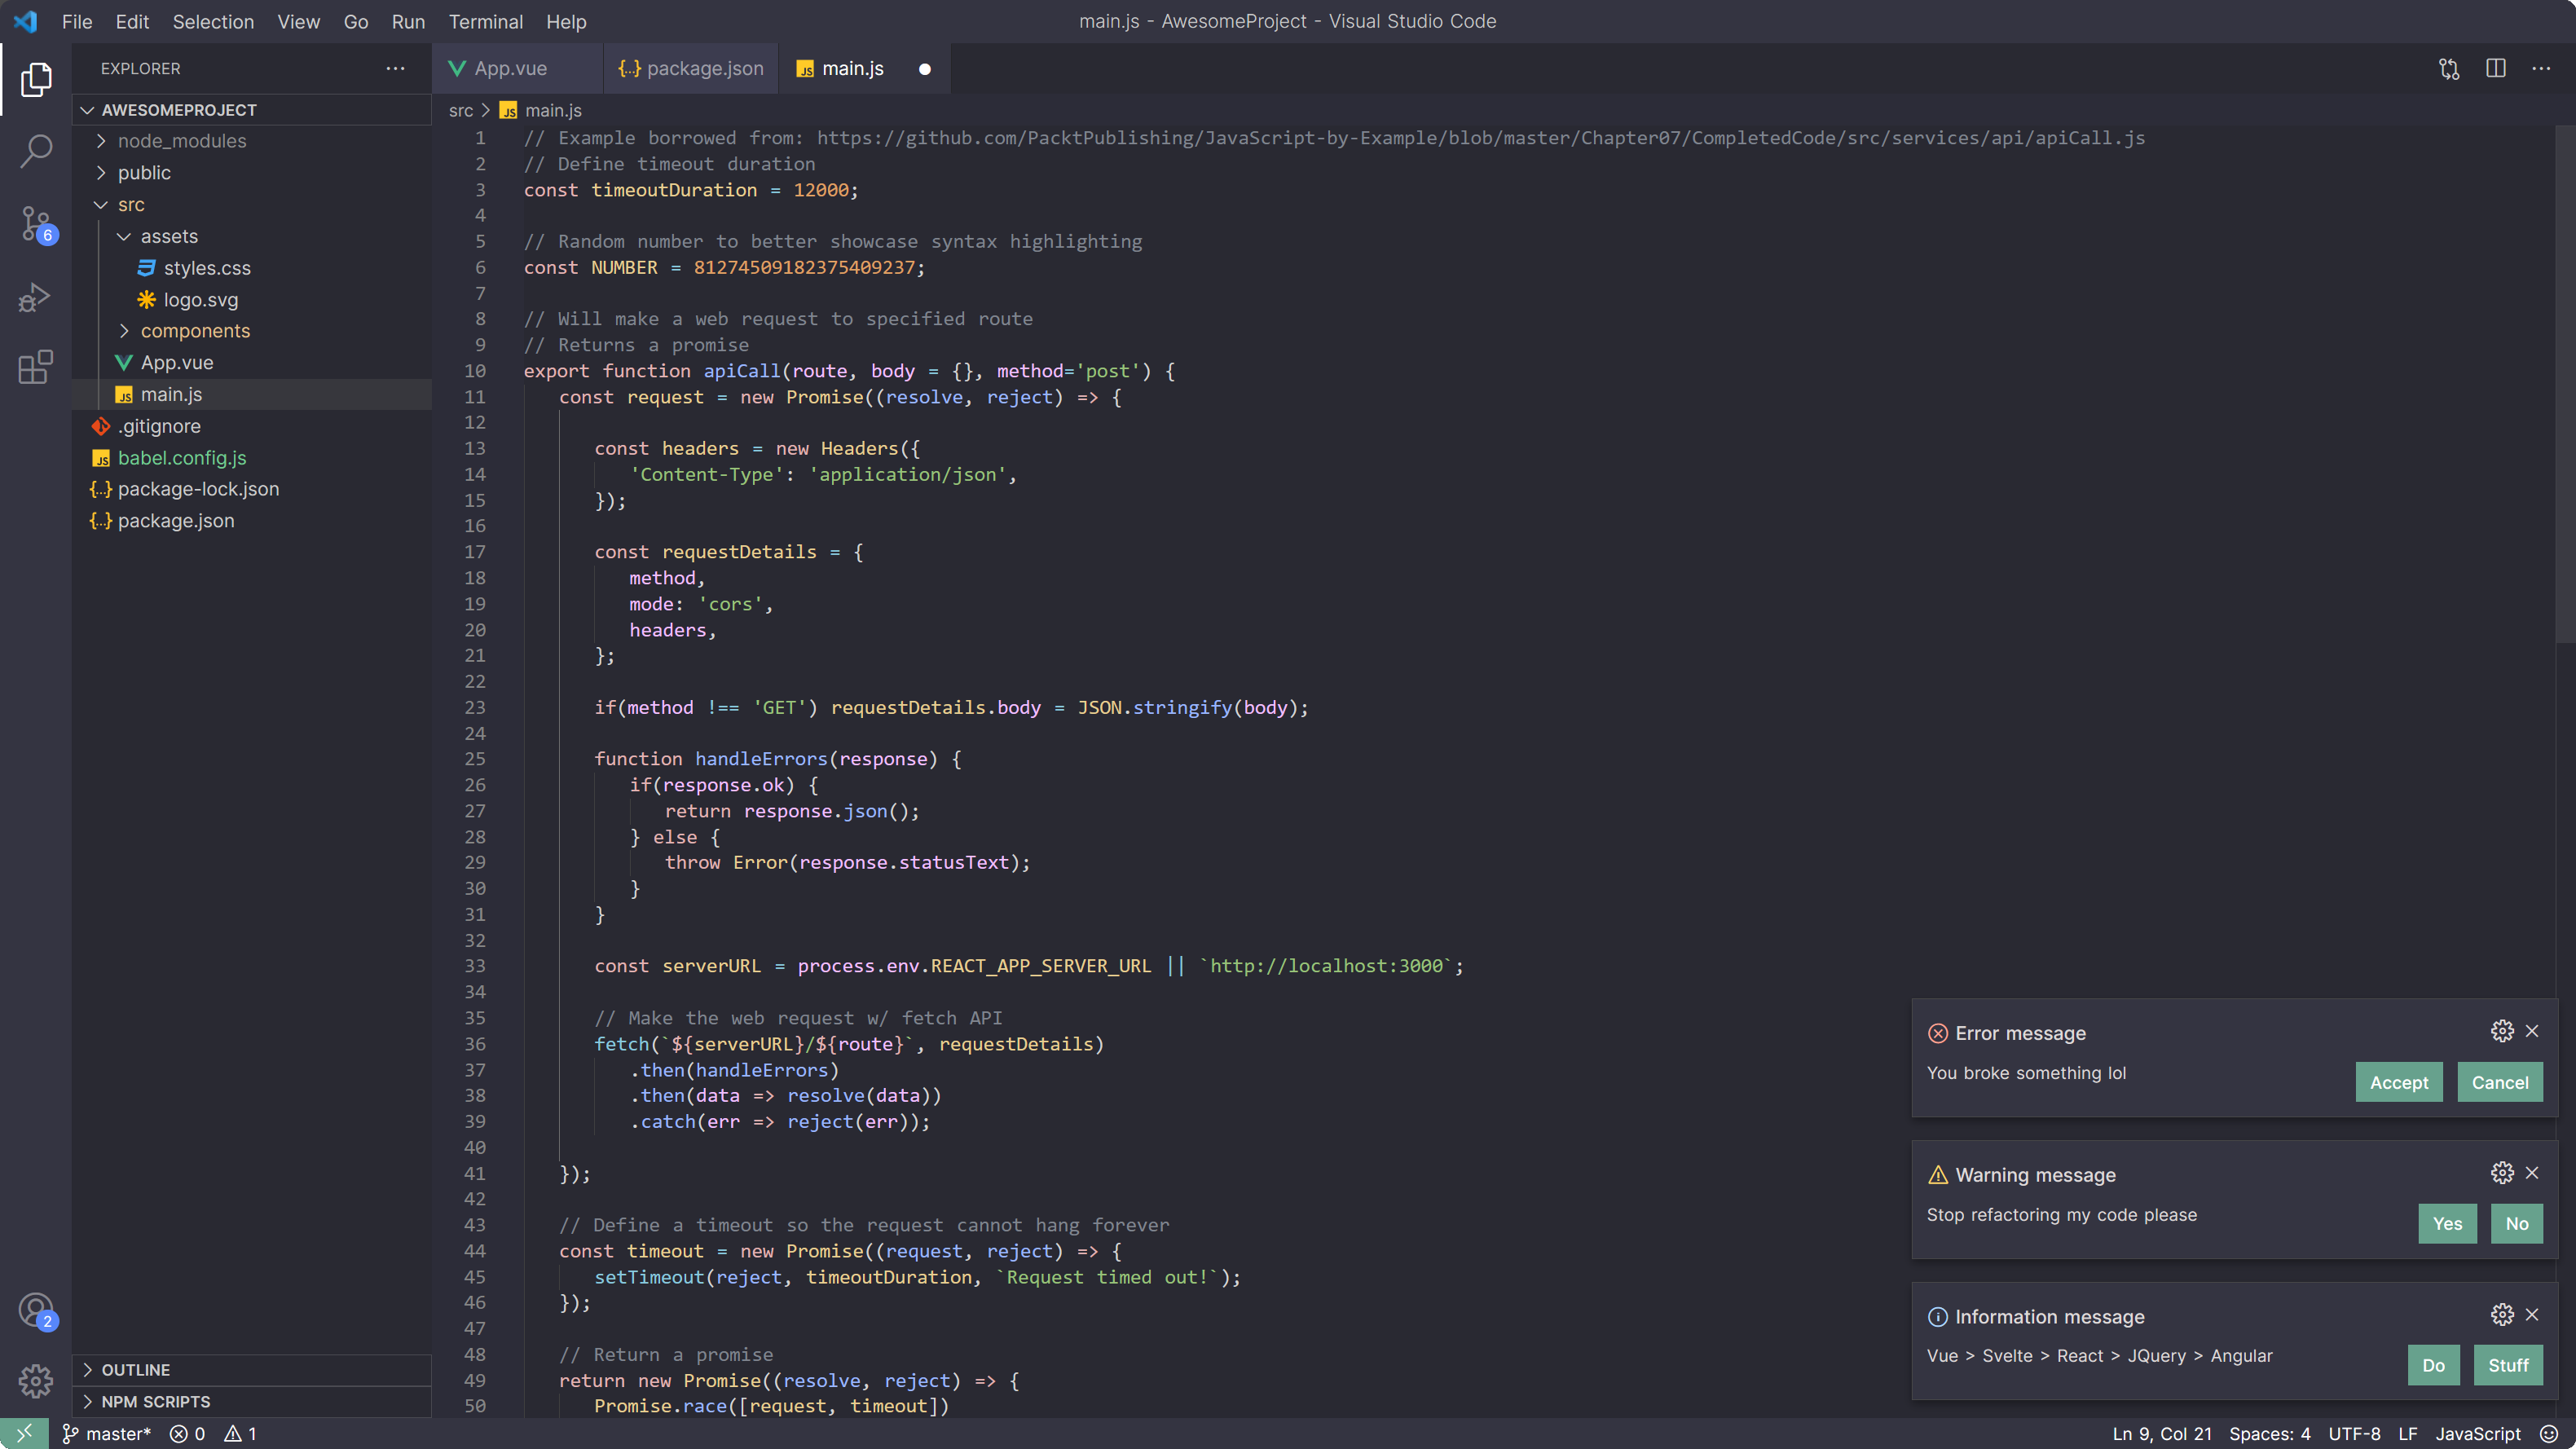 File Edit Selection View Go Run Terminal Help
main.js - AwesomeProject - Visual Studio Code
EXPLORER
AWESOMEPROJECT
node_modules
public
src
assets
styles.css
logo.svg
components
App.vue
main.js
.gitignore
babel.config.js
package-lock.json
package.json
OUTLINE
NPM SCRIPTS
6
2
App.vue
package.json
main.js
src > main.js
1 // Example borrowed from: https://github.com/PacktPublishing/JavaScript-by-Example/blob/master/Chapter07/CompletedCode/src/services/api/apiCall.js
2 // Define timeout duration
3 const timeoutDuration = 12000;
4
5 // Random number to better showcase syntax highlighting
6 const NUMBER = 81274509182375409237;
7
8 // Will make a web request to specified route
9 // Returns a promise
10 export function apiCall(route, body = {}, method='post') {
11 const request = new Promise((resolve, reject) => {
12
13 const headers = new Headers({
14 'Content-Type': 'application/json',
15 });
16
17 const requestDetails = {
18 method,
19 mode: 'cors',
20 headers,
21 };
22
23 if(method !== 'GET') requestDetails.body = JSON.stringify(body);
24
25 function handleErrors(response) {
26 if(response.ok) {
27 return response.json();
28 } else {
29 throw Error(response.statusText);
30 }
31 }
32
33 const serverURL = process.env.REACT_APP_SERVER_URL || `http://localhost:3000`;
34
35 // Make the web request w/ fetch API
36 fetch(`${serverURL}/${route}`, requestDetails)
37 .then(handleErrors)
38 .then(data => resolve(data))
39 .catch(err => reject(err));
40
41 });
42
43 // Define a timeout so the request cannot hang forever
44 const timeout = new Promise((request, reject) => {
45 setTimeout(reject, timeoutDuration, `Request timed out!`);
46 });
47
48 // Return a promise
49 return new Promise((resolve, reject) => {
50 Promise.race([request, timeout])
Error message
You broke something lol
Accept Cancel
Warning message
Stop refactoring my code please
Yes No
Information message
Vue > Svelte > React > JQuery > Angular
Do Stuff
master* 0 1
Ln 9, Col 21 Spaces: 4 UTF-8 LF JavaScript